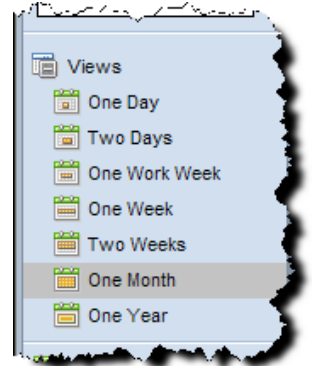 Views
One Day
Two Days
One Work Week
One Week
Two Weeks
One Month
One Year